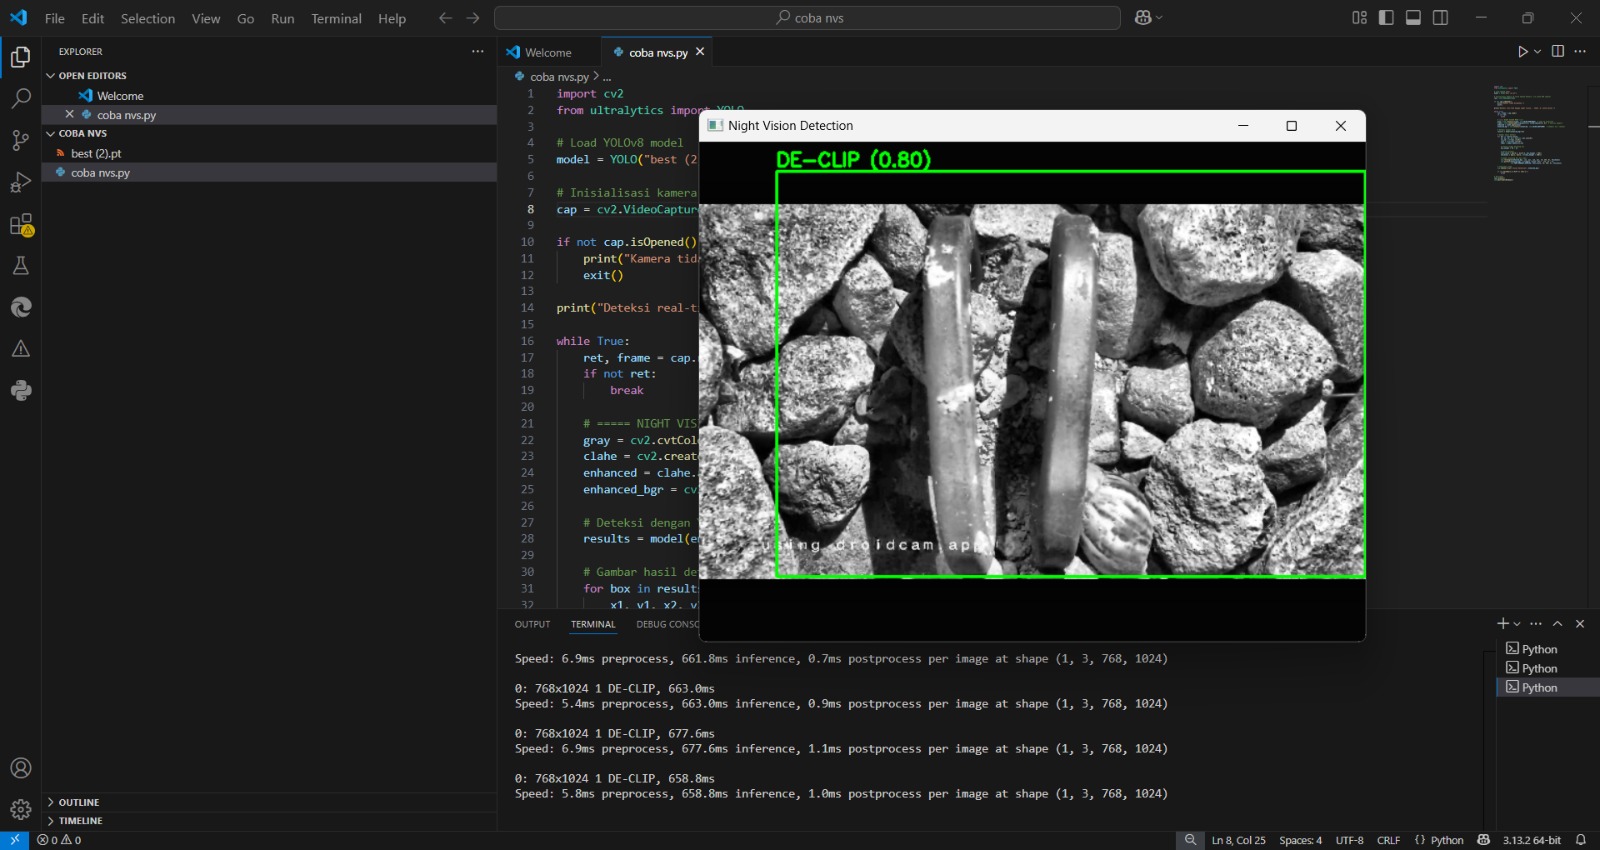 File Edit Selection View Go Run Terminal Help
coba nvs
EXPLORER
OPEN EDITORS
Welcome
coba nvs.py
COBA NVS
best (2).pt
coba nvs.py
OUTLINE
TIMELINE
Welcome
coba nvs.py
coba nvs.py > ...
1 import cv2
2 from ultralytics import YOLO
3
4 # Load YOLOv8 model
5 model = YOLO("best (2
6
7 # Inisialisasi kamera
8 cap = cv2.VideoCaptur
9
10 if not cap.isOpened()
11 print("Kamera tida
12 exit()
13
14 print("Deteksi real-t
15
16 while True:
17 ret, frame = cap.
18 if not ret:
19 break
20
21 # ===== NIGHT VIS
22 gray = cv2.cvtCol
23 clahe = cv2.creat
24 enhanced = clahe.
25 enhanced_bgr = cv
26
27 # Deteksi dengan
28 results = model(e
29
30 # Gambar hasil de
31 for box in result
32 x1, y1, x2, y
Night Vision Detection
DE-CLIP (0.80)
using droidcam.app
OUTPUT TERMINAL DEBUG CONS
Speed: 6.9ms preprocess, 661.8ms inference, 0.7ms postprocess per image at shape (1, 3, 768, 1024)
0: 768x1024 1 DE-CLIP, 663.0ms
Speed: 5.4ms preprocess, 663.0ms inference, 0.9ms postprocess per image at shape (1, 3, 768, 1024)
0: 768x1024 1 DE-CLIP, 677.6ms
Speed: 6.9ms preprocess, 677.6ms inference, 1.1ms postprocess per image at shape (1, 3, 768, 1024)
0: 768x1024 1 DE-CLIP, 658.8ms
Speed: 5.8ms preprocess, 658.8ms inference, 1.0ms postprocess per image at shape (1, 3, 768, 1024)
Python
Python
Python
0 0
Ln 8, Col 25 Spaces: 4 UTF-8 CRLF {} Python 3.13.2 64-bit